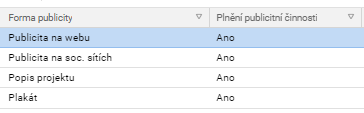 Forma publicity Plnění publicitní činnosti
Publicita na webu Ano
Publicita na soc. sítích Ano
Popis projektu Ano
Plakát Ano